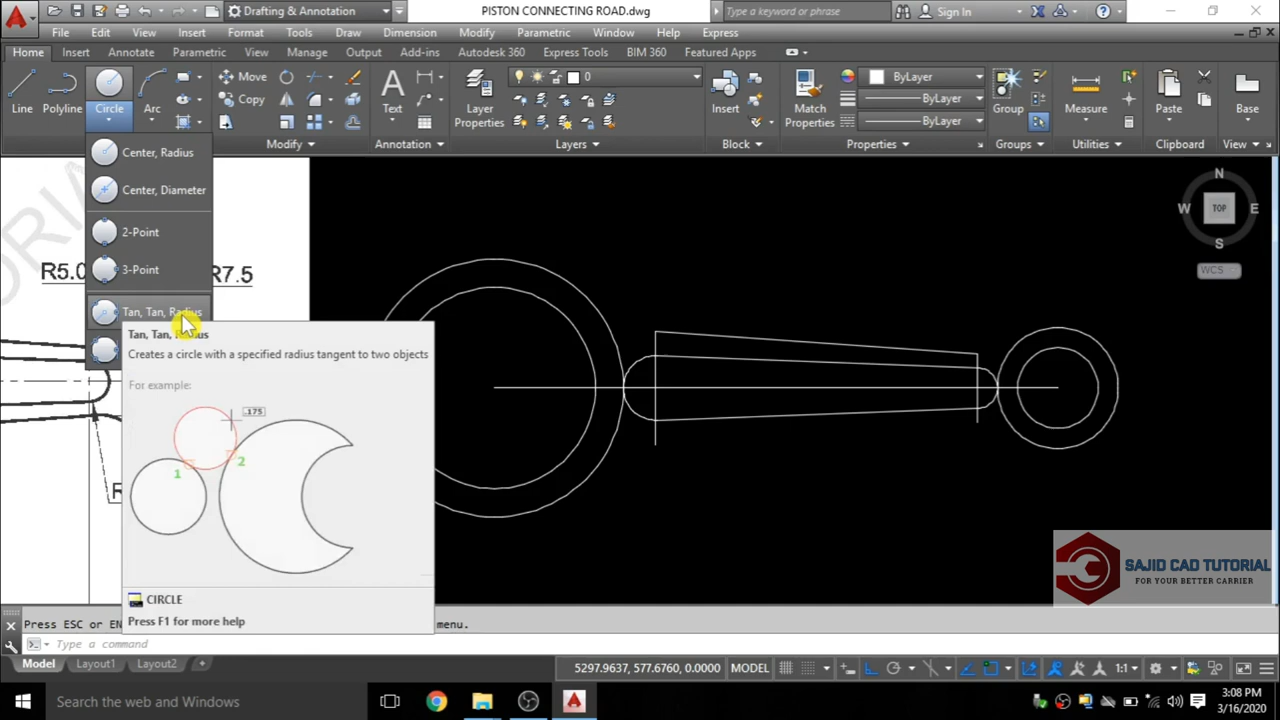 Drafting & Annotation
PISTON CONNECTING ROAD.dwg
Type a keyword or phrase
Sign In
File Edit View Insert Format Tools Draw Dimension Modify Parametric Window Help Express
Home Insert Annotate Parametric View Manage Output Add-ins Autodesk 360 Express Tools BIM 360 Featured Apps
Line
Polyline
Circle
Arc
Move
Copy
Modify
Text
Annotation
Layer
Properties
0
Layers
Insert
Block
Match
Properties
ByLayer
ByLayer
ByLayer
Properties
Group
Groups
Measure
Utilities
Paste
Clipboard
Base
View
Center, Radius
Center, Diameter
2-Point
3-Point
Tan, Tan, Radius
R5.0
R7.5
Creates a circle with a specified radius tangent to two objects
For example:
.175
1
2
CIRCLE
Press F1 for more help
R
N
W
TOP
E
S
WCS
SAJID CAD TUTORIAL
FOR YOUR BETTER CARRIER
Press ESC or EN
menu.
Type a command
Model Layout1 Layout2 +
5297.9637, 577.6760, 0.0000 MODEL
1:1
Search the web and Windows
3:08 PM
3/16/2020